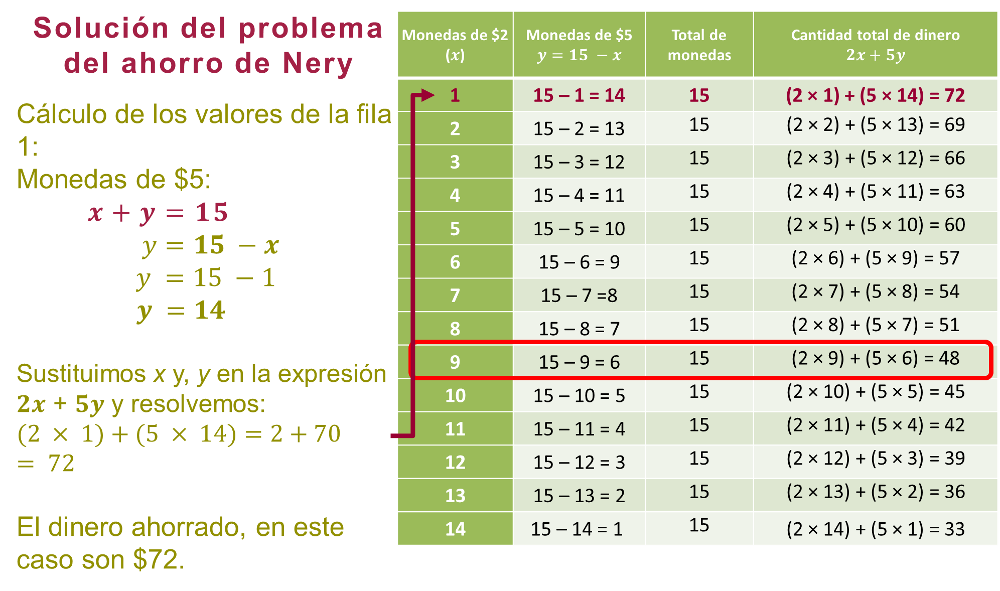 Solución del problema
del ahorro de Nery
Cálculo de los valores de la fila
1:
Monedas de $5:
x + y = 15
y = 15 − x
y = 15 − 1
y = 14
Sustituimos x y, y en la expresión
2x + 5y y resolvemos:
(2 × 1) + (5 × 14) = 2 + 70
= 72
El dinero ahorrado, en este
caso son $72.
Monedas de $2 Monedas de $5 Total de Cantidad total de dinero
(x) y = 15 − x monedas 2x + 5y
1 15 – 1 = 14 15 (2 × 1) + (5 × 14) = 72
2 15 – 2 = 13 15 (2 × 2) + (5 × 13) = 69
3 15 – 3 = 12 15 (2 × 3) + (5 × 12) = 66
4 15 – 4 = 11 15 (2 × 4) + (5 × 11) = 63
5 15 – 5 = 10 15 (2 × 5) + (5 × 10) = 60
6 15 – 6 = 9 15 (2 × 6) + (5 × 9) = 57
7 15 – 7 =8 15 (2 × 7) + (5 × 8) = 54
8 15 – 8 = 7 15 (2 × 8) + (5 × 7) = 51
9 15 – 9 = 6 15 (2 × 9) + (5 × 6) = 48
10 15 – 10 = 5 15 (2 × 10) + (5 × 5) = 45
11 15 – 11 = 4 15 (2 × 11) + (5 × 4) = 42
12 15 – 12 = 3 15 (2 × 12) + (5 × 3) = 39
13 15 – 13 = 2 15 (2 × 13) + (5 × 2) = 36
14 15 – 14 = 1 15 (2 × 14) + (5 × 1) = 33